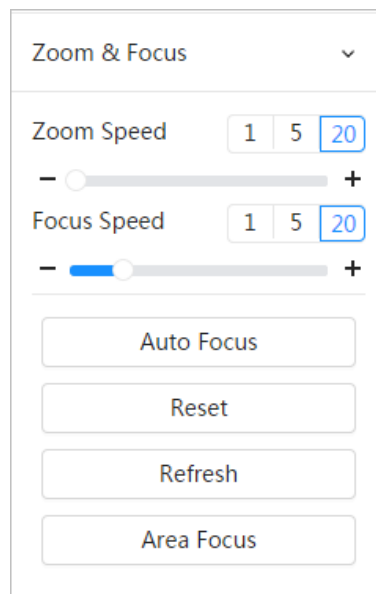 Zoom & Focus
Zoom Speed 1 5 20
− +
Focus Speed 1 5 20
− +
Auto Focus
Reset
Refresh
Area Focus